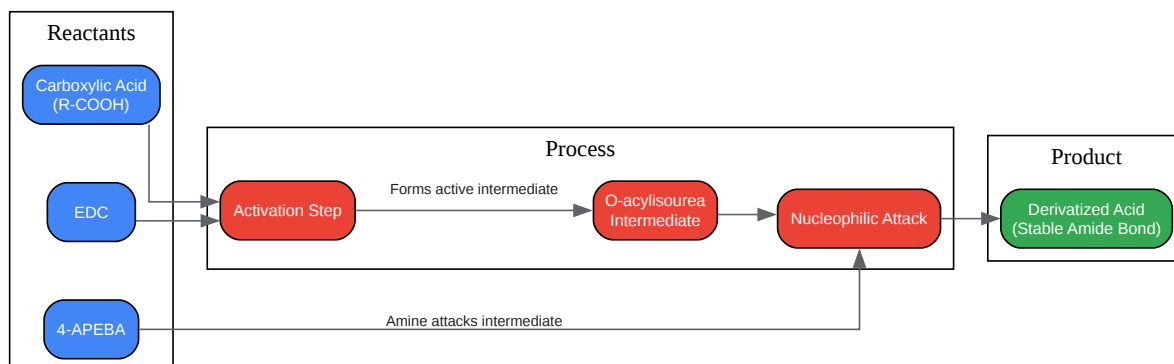 Reactants
Carboxylic Acid
(R-COOH)
EDC
4-APEBA
Process
Activation Step
Forms active intermediate
O-acylisourea
Intermediate
Nucleophilic Attack
Amine attacks intermediate
Product
Derivatized Acid
(Stable Amide Bond)